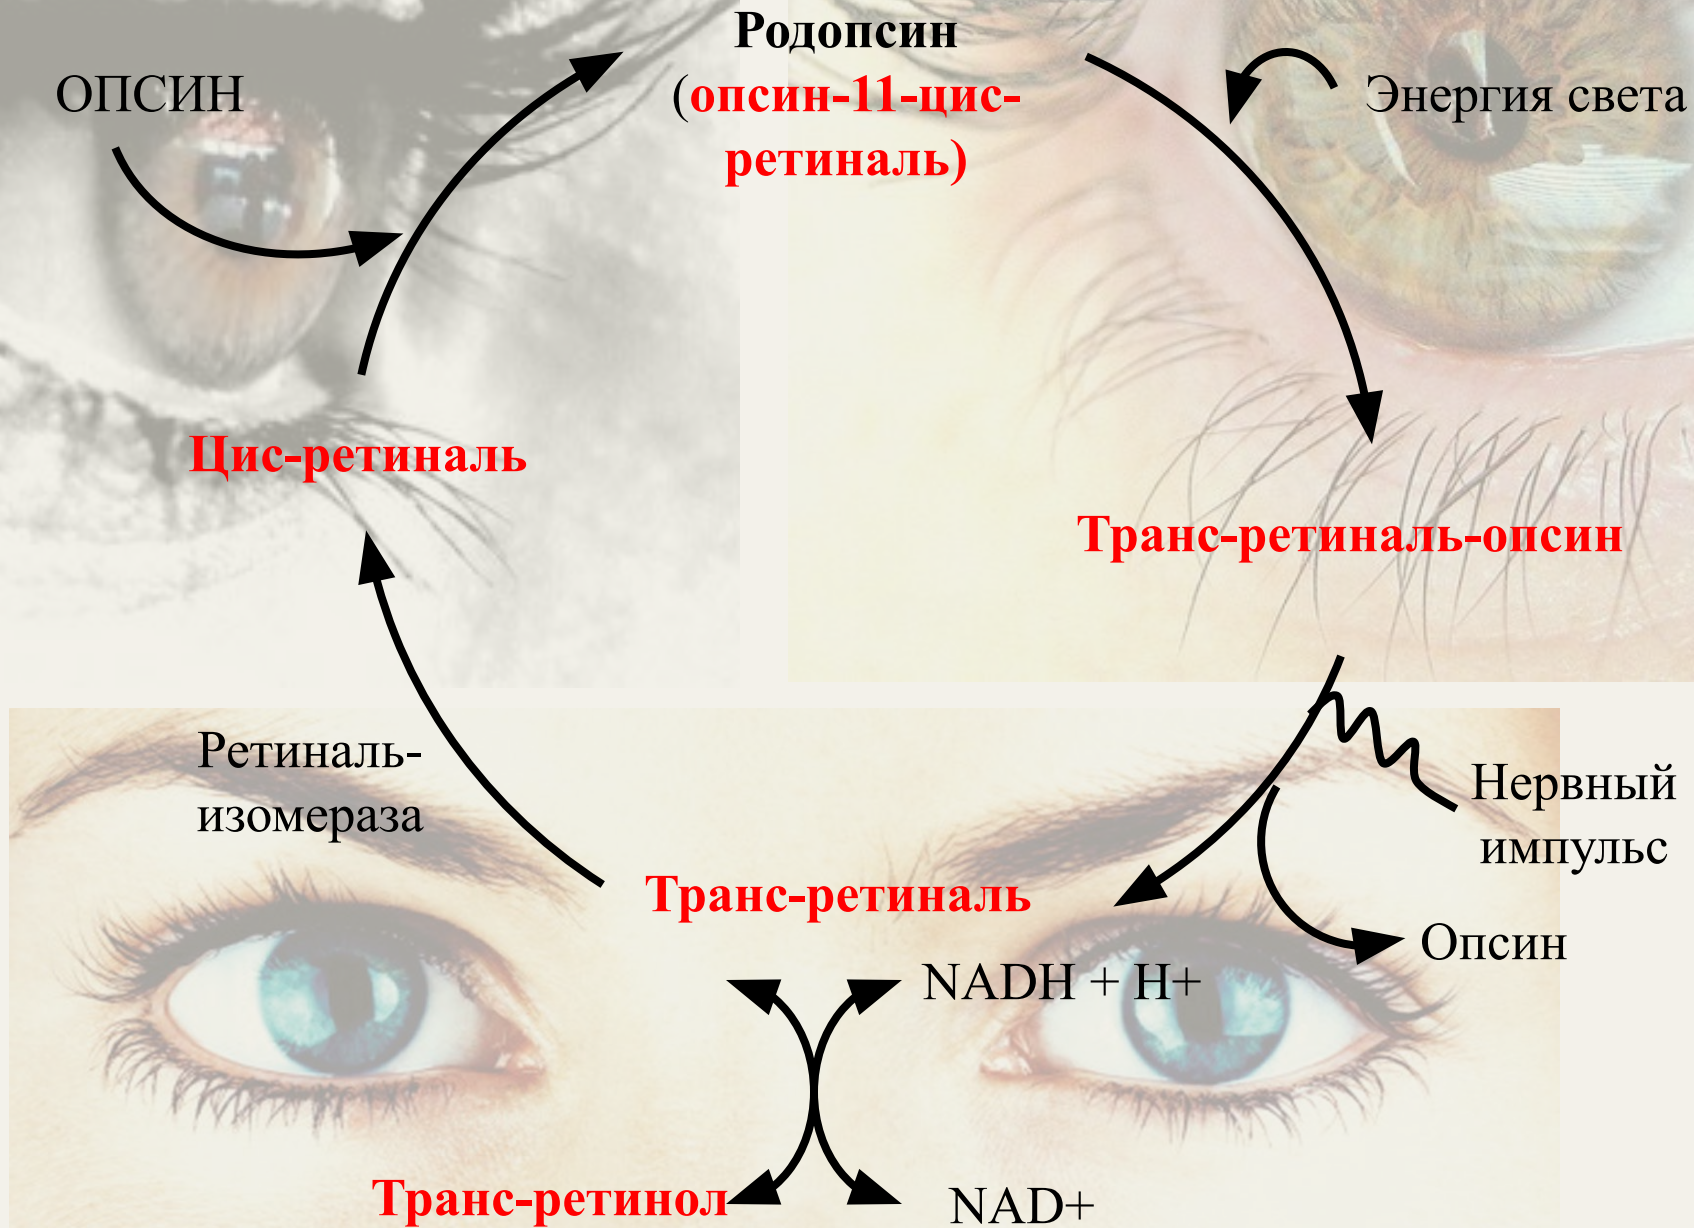 Родопсин
(опсин-11-цис-
ретиналь)
ОПСИН
Энергия света
Цис-ретиналь
Транс-ретиналь-опсин
Ретиналь-
изомераза
Нервный
импульс
Транс-ретиналь
Опсин
NADH + H+
Транс-ретинол
NAD+